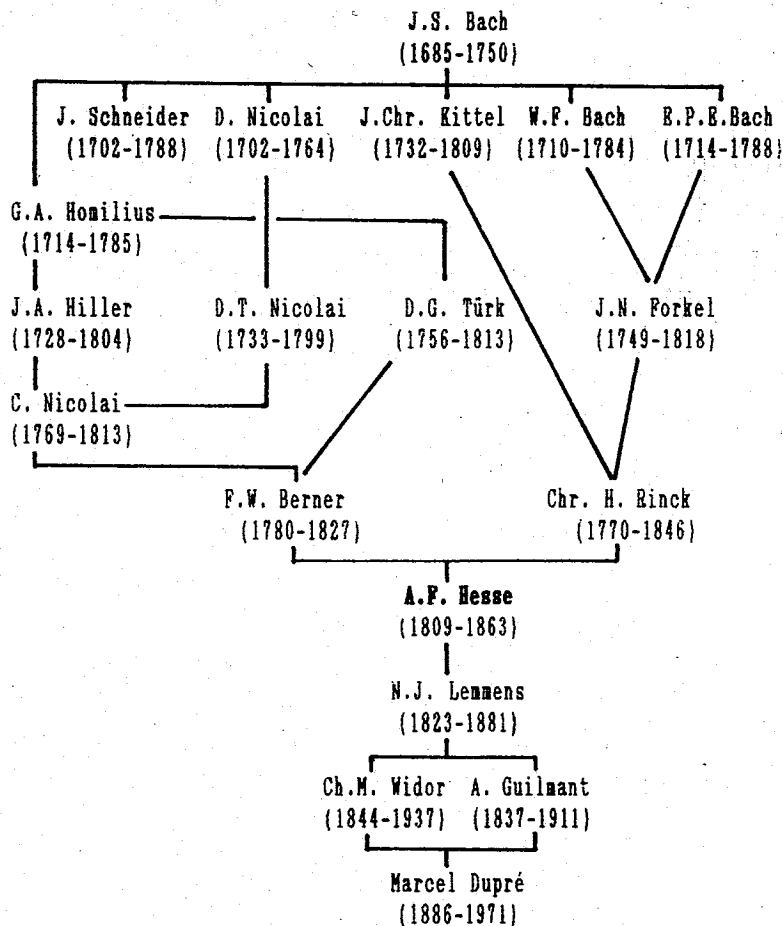 J.S. Bach
(1685-1750)
J. Schneider D. Nicolai J.Chr. Kittel W.F. Bach E.P.E.Bach
(1702-1788) (1702-1764) (1732-1809) (1710-1784) (1714-1788)
G.A. Homilius
(1714-1785)
J.A. Hiller D.T. Nicolai D.G. Türk J.N. Forkel
(1728-1804) (1733-1799) (1756-1813) (1749-1818)
C. Nicolai
(1769-1813)
F.W. Berner Chr. H. Rinck
(1780-1827) (1770-1846)
A.F. Hesse
(1809-1863)
N.J. Lemmens
(1823-1881)
Ch.M. Widor A. Guilmant
(1844-1937) (1837-1911)
Marcel Dupré
(1886-1971)